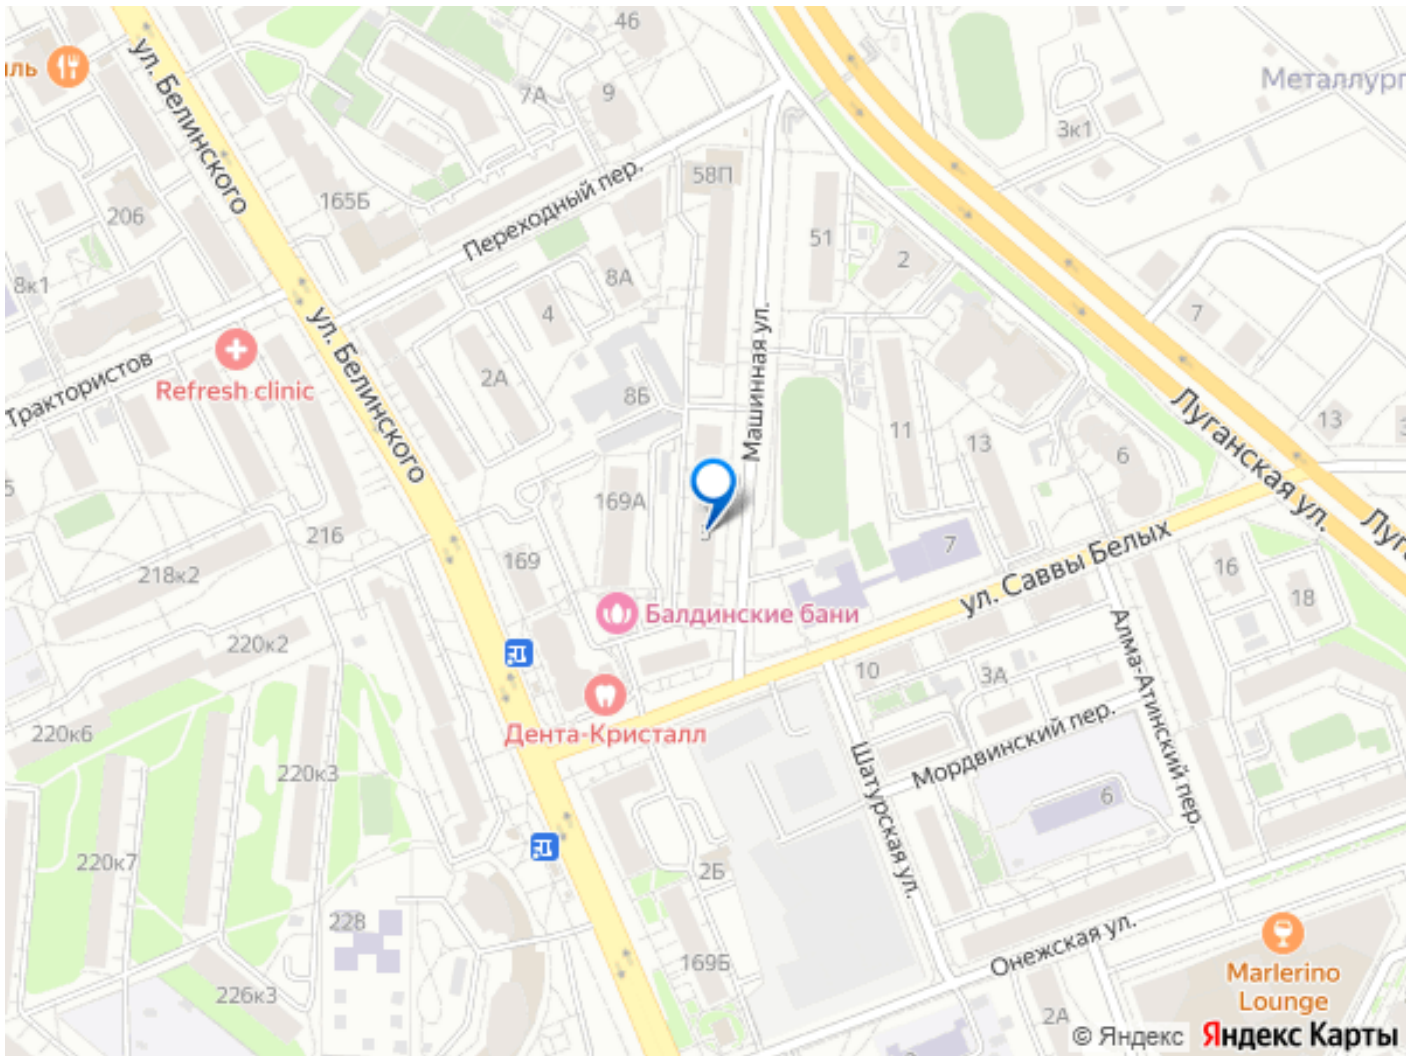 46
ль
7А
9
Металлург
3к1
ул. Белинского
58П
165Б
206
Переходный пер.
51
2
8А
8к1
4
7
ул. Белинского
Машинная ул.
Refresh clinic
Трактористов
2А
8Б
Луганская ул.
13
11
13
6
169А
5
216
Луга
7
169
ул. Саввы Белых
218к2
16
18
Балдинские бани
Алма-Атинский пер.
220к2
10
3А
220к6
Дента-Кристалл
Мордвинский пер.
Шатурская ул.
220к3
6
220к7
2Б
228
Онежская ул.
169Б
Marlerino
Lounge
226к3
2А
© Яндекс Яндекс Карты